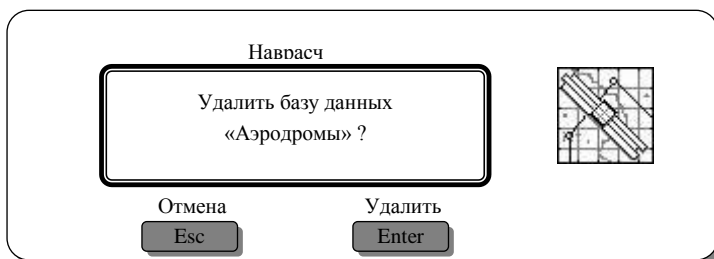 Наврасч
Удалить базу данных
«Аэродромы» ?
Отмена Удалить
Esc Enter